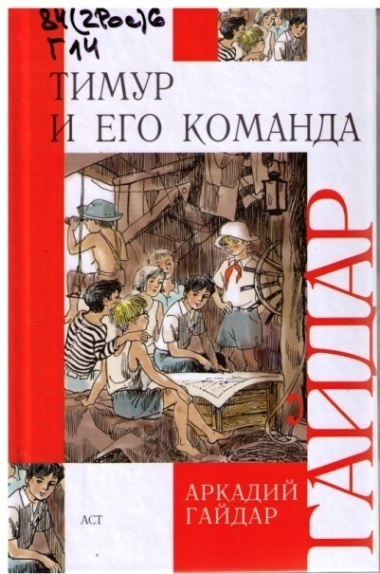 84(2Рос)6
Г14
ТИМУР
И ЕГО КОМАНДА
ГАЙДАР
АРКАДИЙ
ГАЙДАР
АСТ